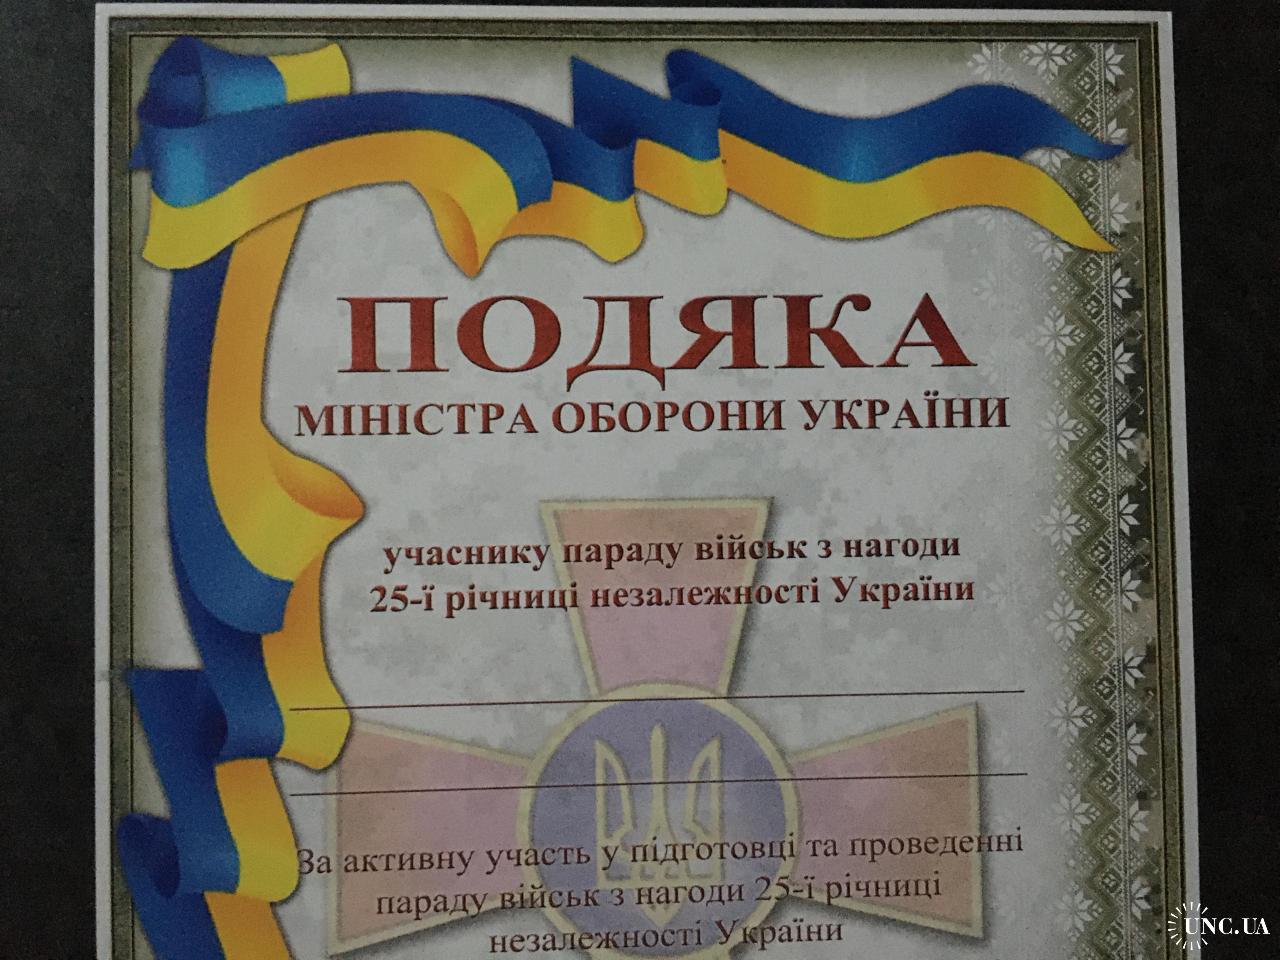 ПОДЯКА
МІНІСТРА ОБОРОНИ УКРАЇНИ
учаснику параду військ з нагоди
25-ї річниці незалежності України
За активну участь у підготовці та проведенні
параду військ з нагоди 25-ї річниці
незалежності України
UNC.UA